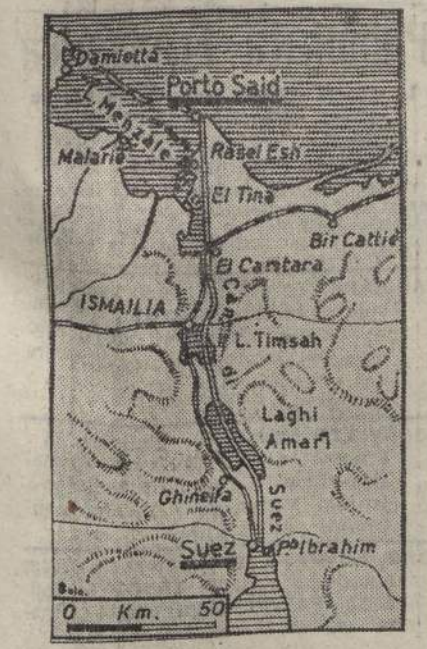 Damietta
Porto Said
L. Menzale
Malaria
Ras el Esh
El Tina
Bir Cattiè
El Cantara
ISMAILIA
Canale di Suez
L. Timsah
Laghi
Amari
Ghineifa
Suez
P.º Ibrahim
0 Km. 50